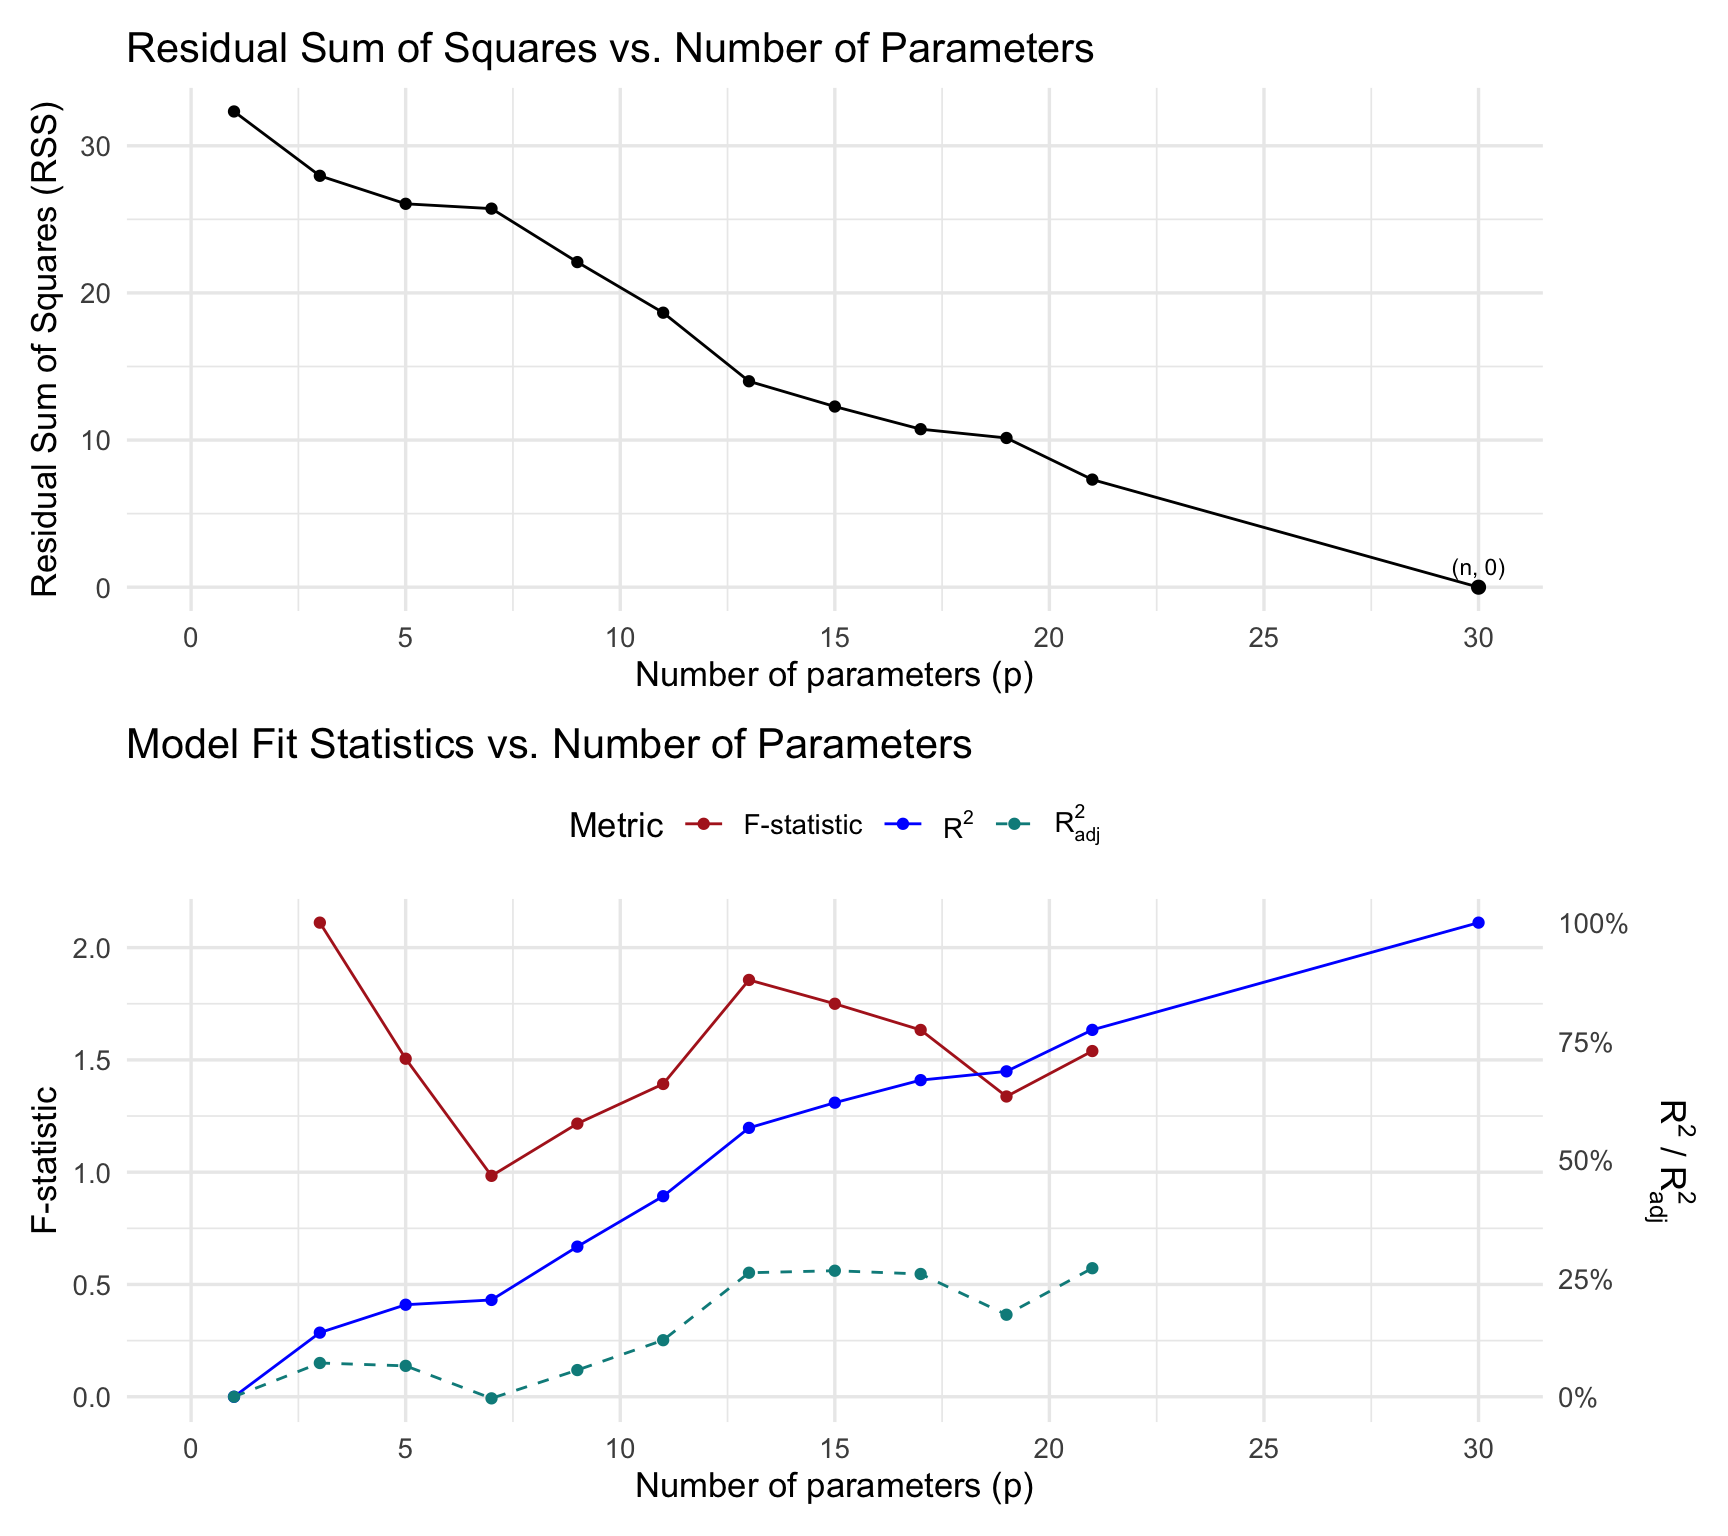 Residual Sum of Squares vs. Number of Parameters
Residual Sum of Squares (RSS)
30
20
10
0
(n, 0)
0 5 10 15 20 25 30
Number of parameters (p)
Model Fit Statistics vs. Number of Parameters
Metric F-statistic R² R²adj
F-statistic
2.0
1.5
1.0
0.5
0.0
100%
75%
50%
25%
0%
R² / R²adj
0 5 10 15 20 25 30
Number of parameters (p)